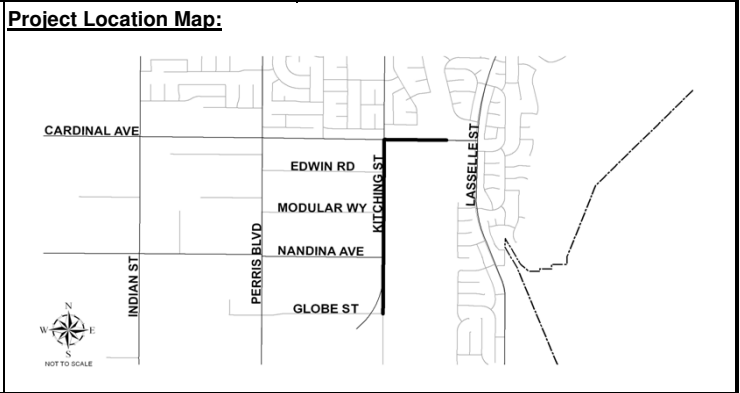 Project Location Map:
CARDINAL AVE
EDWIN RD
MODULAR WY
NANDINA AVE
GLOBE ST
INDIAN ST
PERRIS BLVD
KITCHING ST
LASSELLE ST
N
W
E
S
NOT TO SCALE